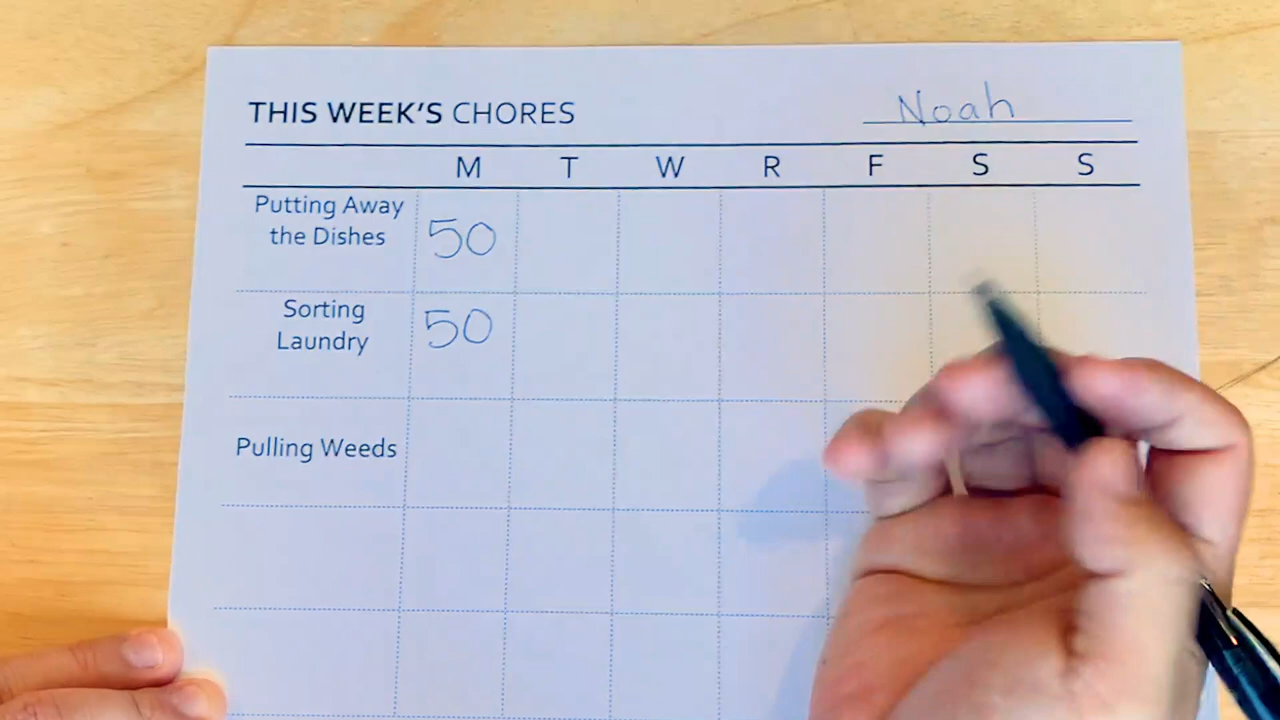 THIS WEEK'S CHORES Noah
M T W R F S S
Putting Away
the Dishes
50
Sorting
Laundry
50
Pulling Weeds